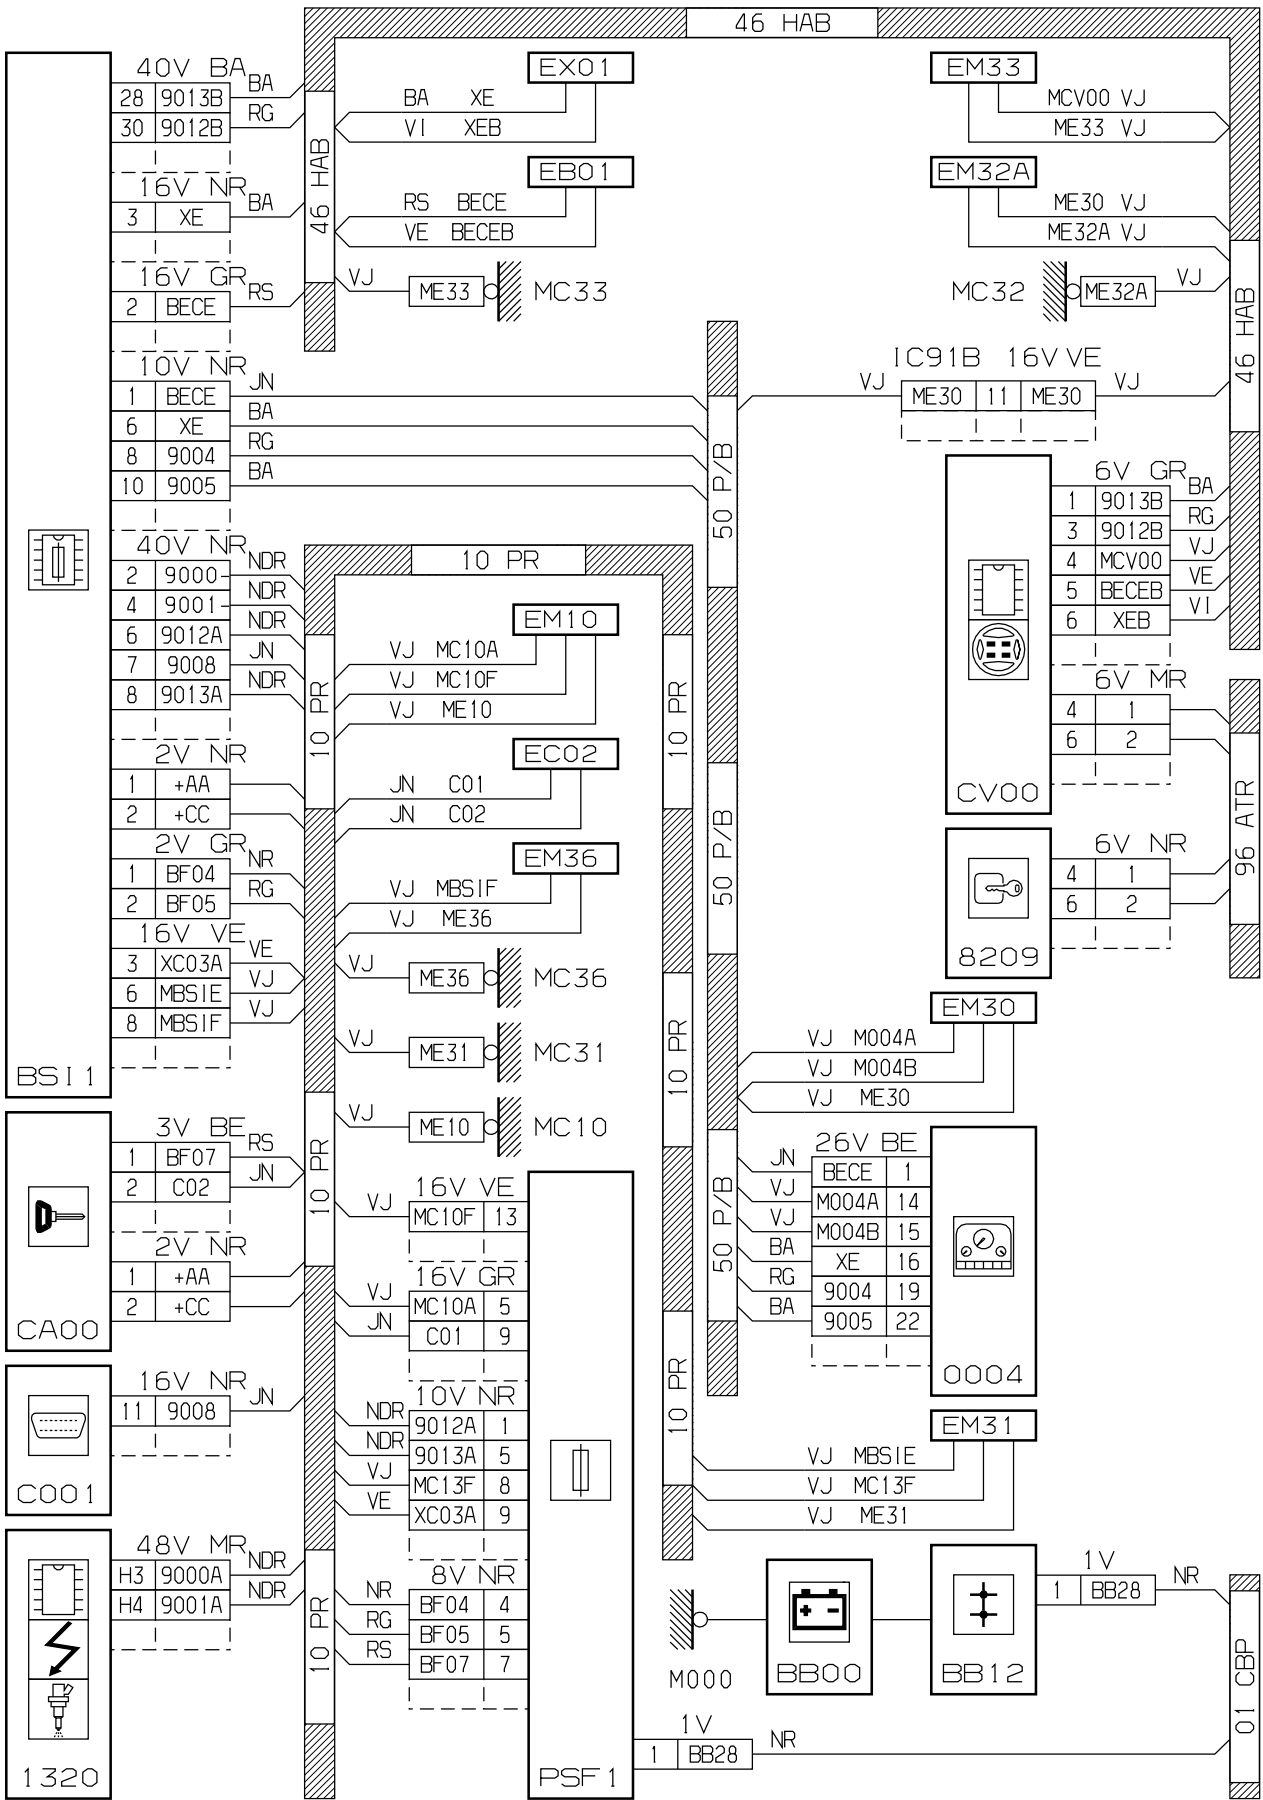 46 HAB
46 HAB
46 HAB
BSI1
40V BA
28 9013B BA
30 9012B RG
16V NR
3 XE BA
16V GR
2 BECE RS
10V NR
1 BECE JN
6 XE BA
8 9004 RG
10 9005 BA
40V NR
2 9000 NDR
4 9001 NDR
6 9012A NDR
7 9008 JN
8 9013A NDR
2V NR
1 +AA
2 +CC
2V GR
1 BF04 NR
2 BF05 RG
16V VE
3 XC03A VE
6 MBSIE VJ
8 MBSIF VJ
CA00
3V BE
1 BF07 RS
2 C02 JN
2V NR
1 +AA
2 +CC
C001
16V NR
11 9008 JN
1320
48V MR
H3 9000A NDR
H4 9001A NDR
EX01
BA XE
VI XEB
EB01
RS BECE
VE BECEB
VJ ME33 MC33
EM33
MCV00 VJ
ME33 VJ
EM32A
ME30 VJ
ME32A VJ
MC32 ME32A VJ
IC91B 16V VE
VJ ME30 11 ME30 VJ
50 P/B
50 P/B
50 P/B
10 PR
10 PR
10 PR
10 PR
10 PR
10 PR
10 PR
EM10
VJ MC10A
VJ MC10F
VJ ME10
EC02
JN C01
JN C02
EM36
VJ MBSIF
VJ ME36
VJ ME36 MC36
VJ ME31 MC31
VJ ME10 MC10
PSF1
16V VE
VJ MC10F 13
16V GR
VJ MC10A 5
JN C01 9
10V NR
NDR 9012A 1
NDR 9013A 5
VJ MC13F 8
VE XC03A 9
8V NR
NR BF04 4
RG BF05 5
RS BF07 7
1V
1 BB28 NR
CV00
6V GR
1 9013B BA
3 9012B RG
4 MCV00 VJ
5 BECEB VE
6 XEB VI
6V MR
4 1
6 2
8209
6V NR
4 1
6 2
96 ATR
EM30
VJ M004A
VJ M004B
VJ ME30
0004
26V BE
JN BECE 1
VJ M004A 14
VJ M004B 15
BA XE 16
RG 9004 19
BA 9005 22
EM31
VJ MBSIE
VJ MC13F
VJ ME31
M000
BB00
+ -
BB12
1V
1 BB28 NR
01 CBP